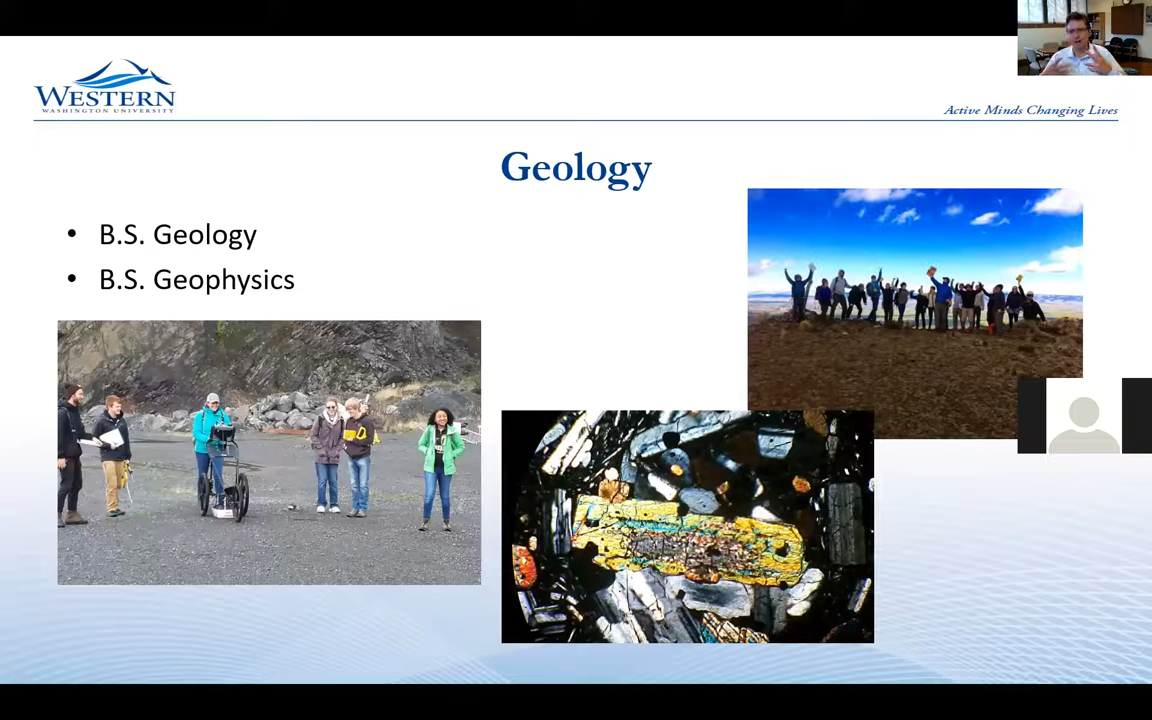 WESTERN
WASHINGTON UNIVERSITY
Active Minds Changing Lives
Geology
• B.S. Geology
• B.S. Geophysics